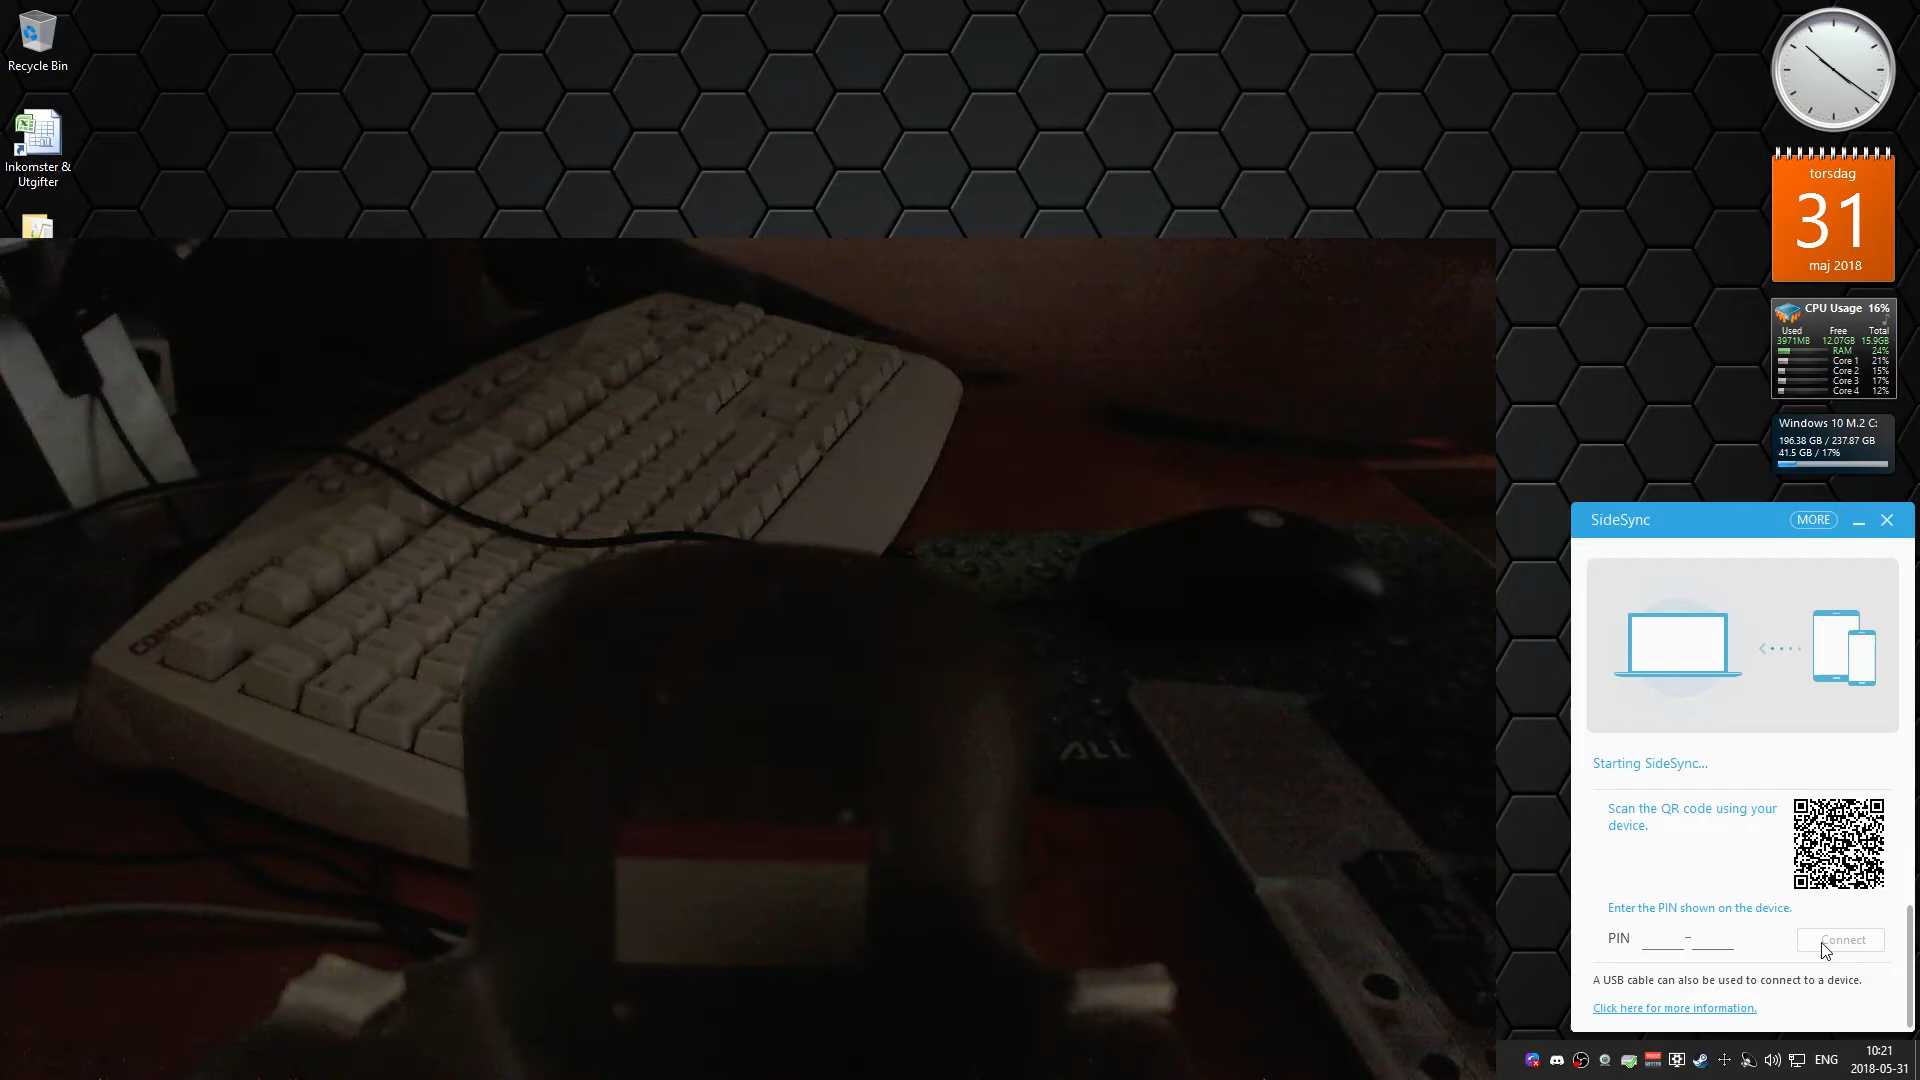 Recycle Bin
Inkomster &
Utgifter
torsdag
31
maj 2018
CPU Usage 16%
Used Free Total
3971MB 12.07GB 15.9GB
RAM 24%
Core 1 21%
Core 2 15%
Core 3 17%
Core 4 12%
Windows 10 M.2 C:
196.38 GB / 237.87 GB
41.5 GB / 17%
SideSync MORE
Starting SideSync...
Scan the QR code using your
device.
Enter the PIN shown on the device.
PIN – Connect
A USB cable can also be used to connect to a device.
Click here for more information.
ALL
ENG
10:21
2018-05-31